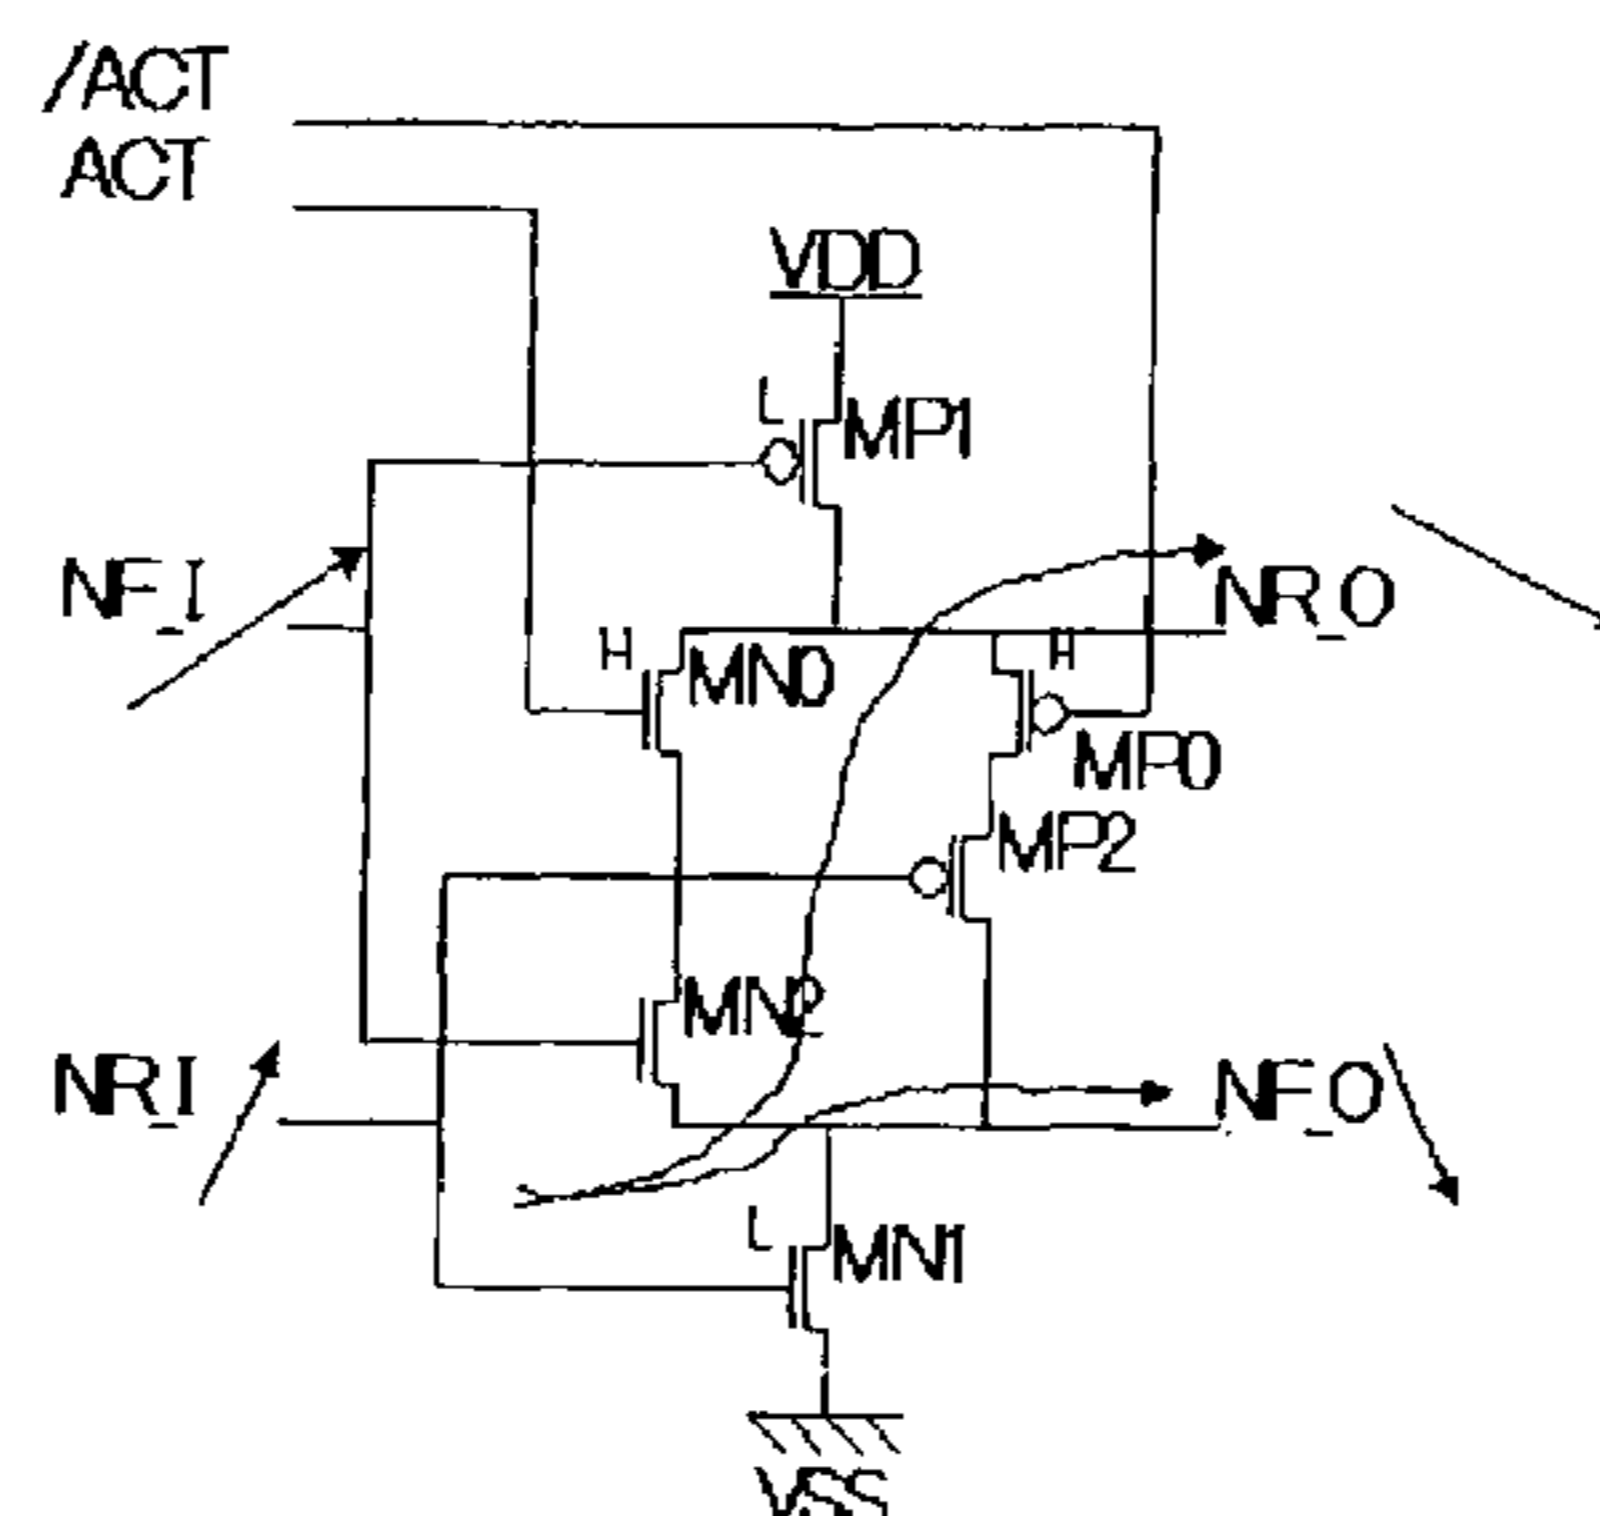 /ACT
ACT
VDD
L
MP1
NF_I
NR_O
H
MN0
H
MP0
MP2
MN2
NR_I
NF_O
L
MN1
VSS